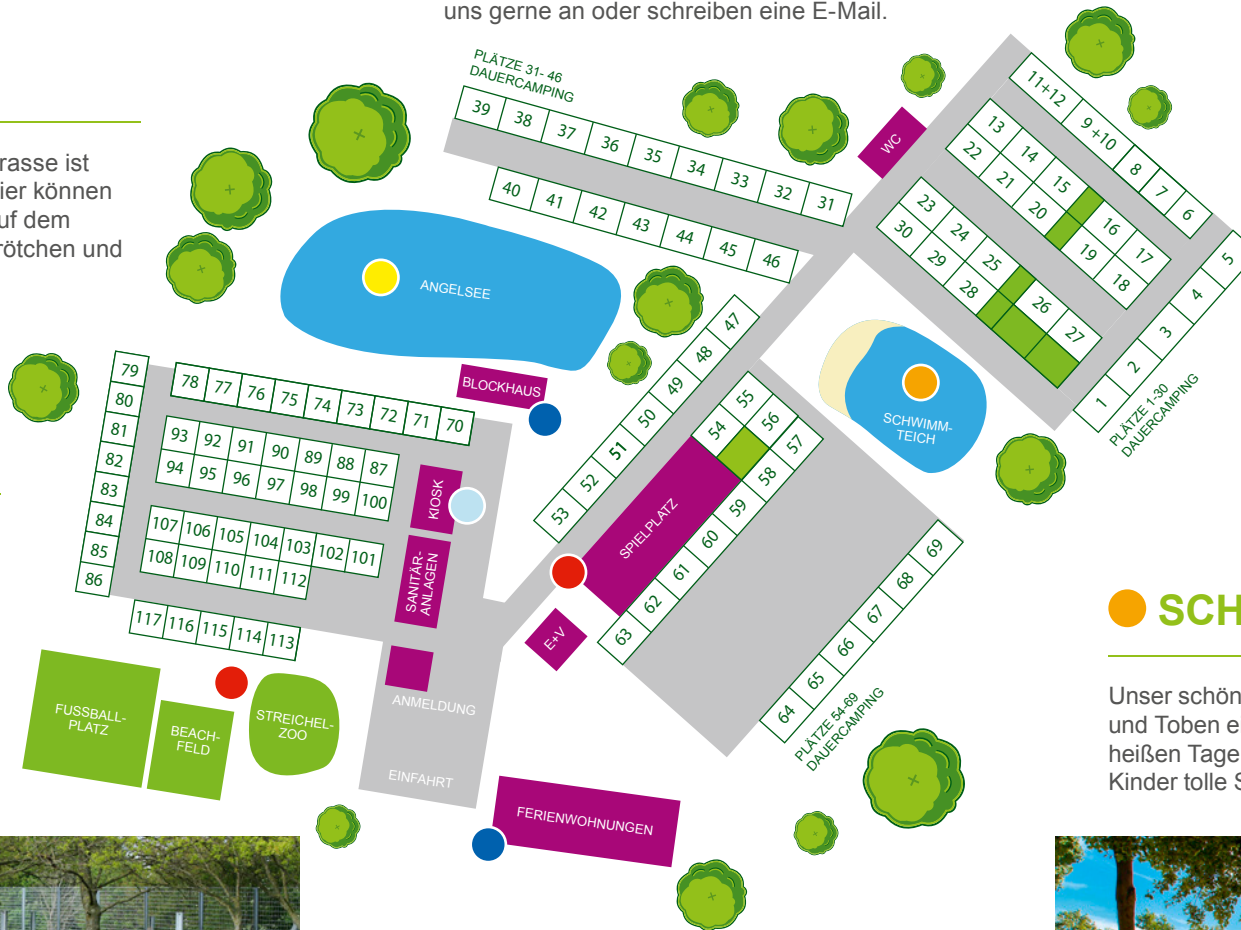 uns gerne an oder schreiben eine E-Mail.
rasse ist
ier können
uf dem
rötchen und
PLÄTZE 31- 46
DAUERCAMPING
39 38 37 36 35 34 33 32 31
40 41 42 43 44 45 46
WC
11+12 9 +10 8 7 6
13 14 15 16 17
22 21 20 19 18
23 24 25 26 27
30 29 28
5
4
3
2
1
PLÄTZE 1-30
DAUERCAMPING
ANGELSEE
BLOCKHAUS
SCHWIMM-
TEICH
47
48
49
50
51
52
53
54 55
56
57
58
59
60
61
62
63
SPIELPLATZ
E+V
69
68
67
66
65
64
PLÄTZE 54-69
DAUERCAMPING
79
80
81
82
83
84
85
86
78 77 76 75 74 73 72 71 70
93 92 91 90 89 88 87
94 95 96 97 98 99 100
107 106 105 104 103 102 101
108 109 110 111 112
117 116 115 114 113
KIOSK
SANITÄR-
ANLAGEN
ANMELDUNG
EINFAHRT
FUSSBALL-
PLATZ
BEACH-
FELD
STREICHEL-
ZOO
FERIENWOHNUNGEN
SCH
Unser schön
und Toben e
heißen Tage
Kinder tolle S